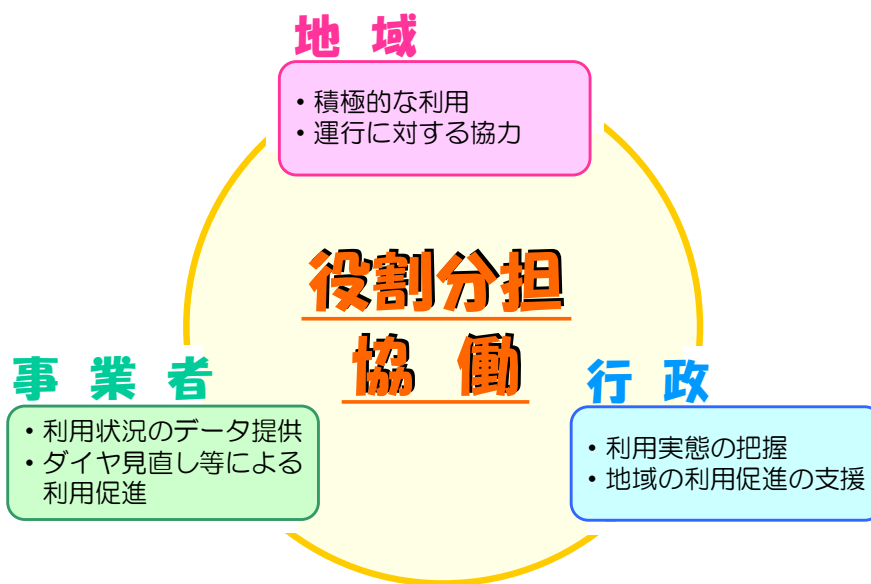 地域
・積極的な利用
・運行に対する協力
役割分担
協働
事業者
・利用状況のデータ提供
・ダイヤ見直し等による
利用促進
行政
・利用実態の把握
・地域の利用促進の支援